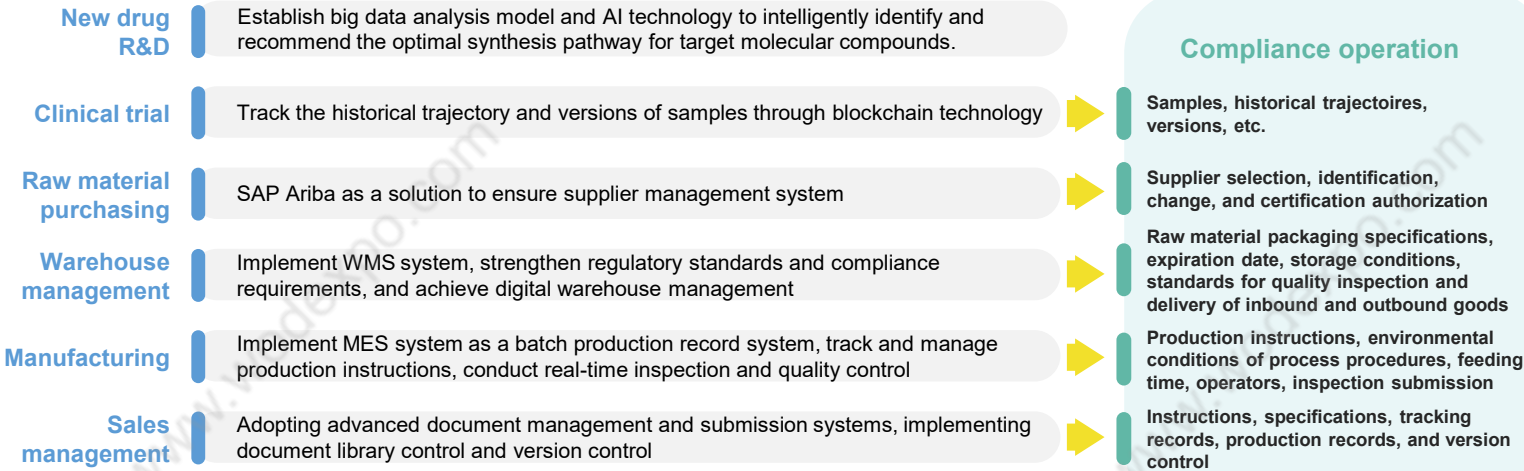 New drug
R&D
Establish big data analysis model and AI technology to intelligently identify and
recommend the optimal synthesis pathway for target molecular compounds.
Compliance operation
Clinical trial
Track the historical trajectory and versions of samples through blockchain technology
Samples, historical trajectoires,
versions, etc.
Raw material
purchasing
SAP Ariba as a solution to ensure supplier management system
Supplier selection, identification,
change, and certification authorization
Warehouse
management
Implement WMS system, strengthen regulatory standards and compliance
requirements, and achieve digital warehouse management
Raw material packaging specifications,
expiration date, storage conditions,
standards for quality inspection and
delivery of inbound and outbound goods
Manufacturing
Implement MES system as a batch production record system, track and manage
production instructions, conduct real-time inspection and quality control
Production instructions, environmental
conditions of process procedures, feeding
time, operators, inspection submission
Sales
management
Adopting advanced document management and submission systems, implementing
document library control and version control
Instructions, specifications, tracking
records, production records, and version
control
www.wodexpo.com
www.wodexpo.com